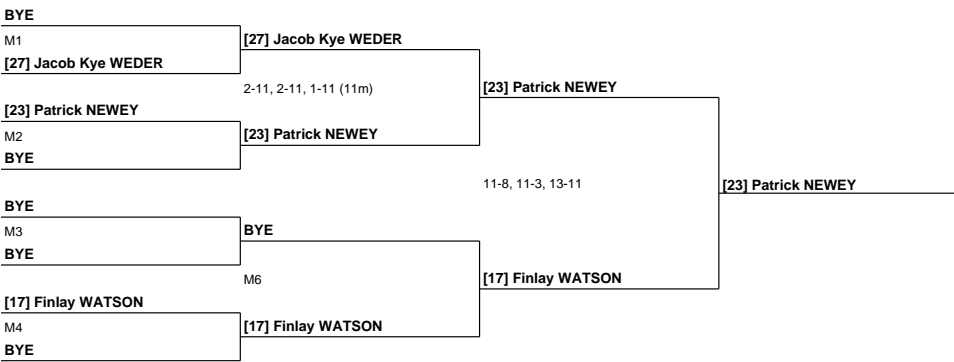 BYE
M1
[27] Jacob Kye WEDER
[27] Jacob Kye WEDER
2-11, 2-11, 1-11 (11m)
[23] Patrick NEWEY
[23] Patrick NEWEY
M2
BYE
[23] Patrick NEWEY
11-8, 11-3, 13-11
[23] Patrick NEWEY
BYE
M3
BYE
BYE
M6
[17] Finlay WATSON
[17] Finlay WATSON
M4
BYE
[17] Finlay WATSON